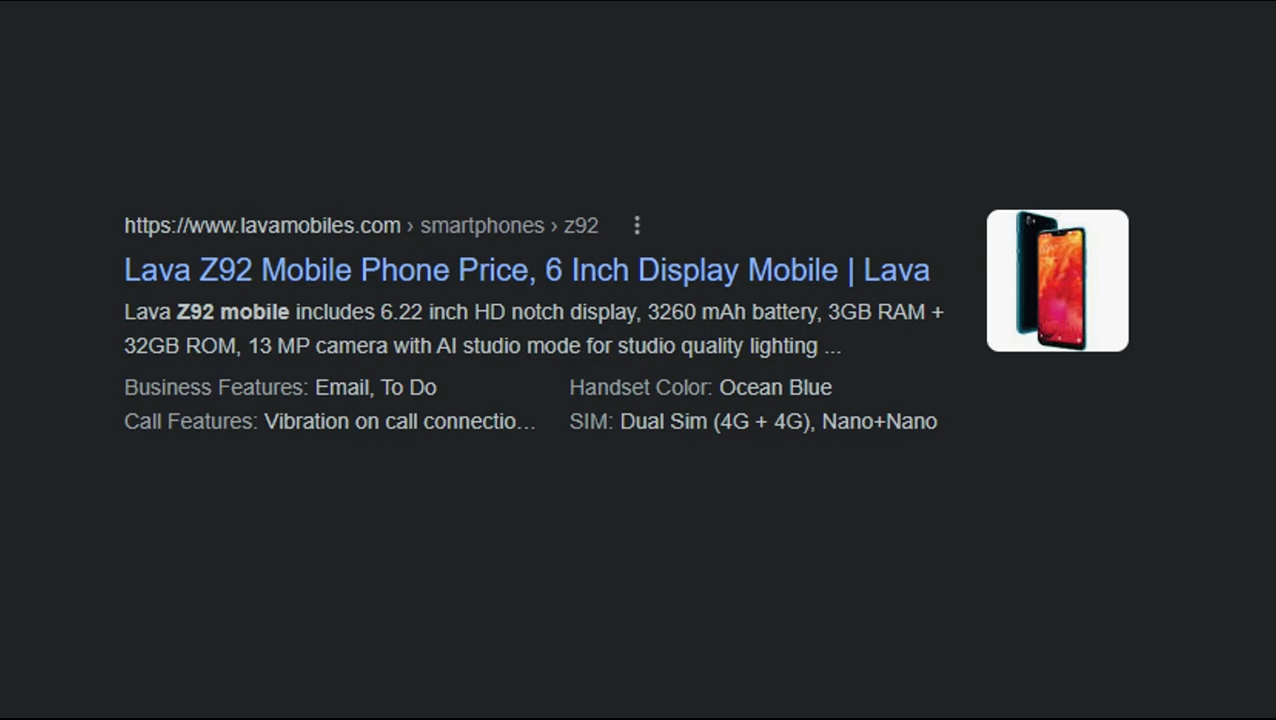 https://www.lavamobiles.com › smartphones › z92
Lava Z92 Mobile Phone Price, 6 Inch Display Mobile | Lava
Lava Z92 mobile includes 6.22 inch HD notch display, 3260 mAh battery, 3GB RAM +
32GB ROM, 13 MP camera with AI studio mode for studio quality lighting ...
Business Features: Email, To Do
Handset Color: Ocean Blue
Call Features: Vibration on call connectio...
SIM: Dual Sim (4G + 4G), Nano+Nano